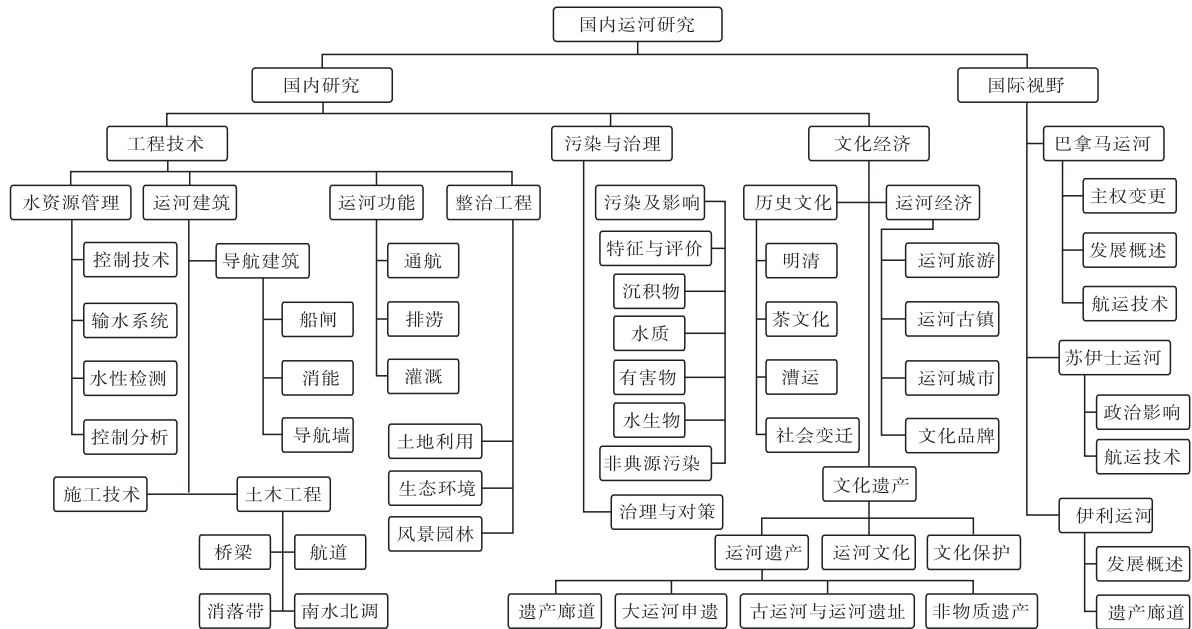 国内运河研究
国内研究
国际视野
工程技术
污染与治理
文化经济
巴拿马运河
水资源管理
运河建筑
运河功能
整治工程
污染及影响
历史文化
运河经济
主权变更
控制技术
导航建筑
通航
特征与评价
明清
运河旅游
发展概述
输水系统
船闸
排涝
沉积物
水质
茶文化
运河古镇
航运技术
水性检测
消能
灌溉
有害物
漕运
运河城市
苏伊士运河
控制分析
导航墙
土地利用
水生物
社会变迁
文化品牌
政治影响
非典源污染
航运技术
施工技术
土木工程
生态环境
治理与对策
文化遗产
伊利运河
风景园林
桥梁
航道
运河遗产
运河文化
文化保护
发展概述
消落带
南水北调
遗产廊道
大运河申遗
古运河与运河遗址
非物质遗产
遗产廊道